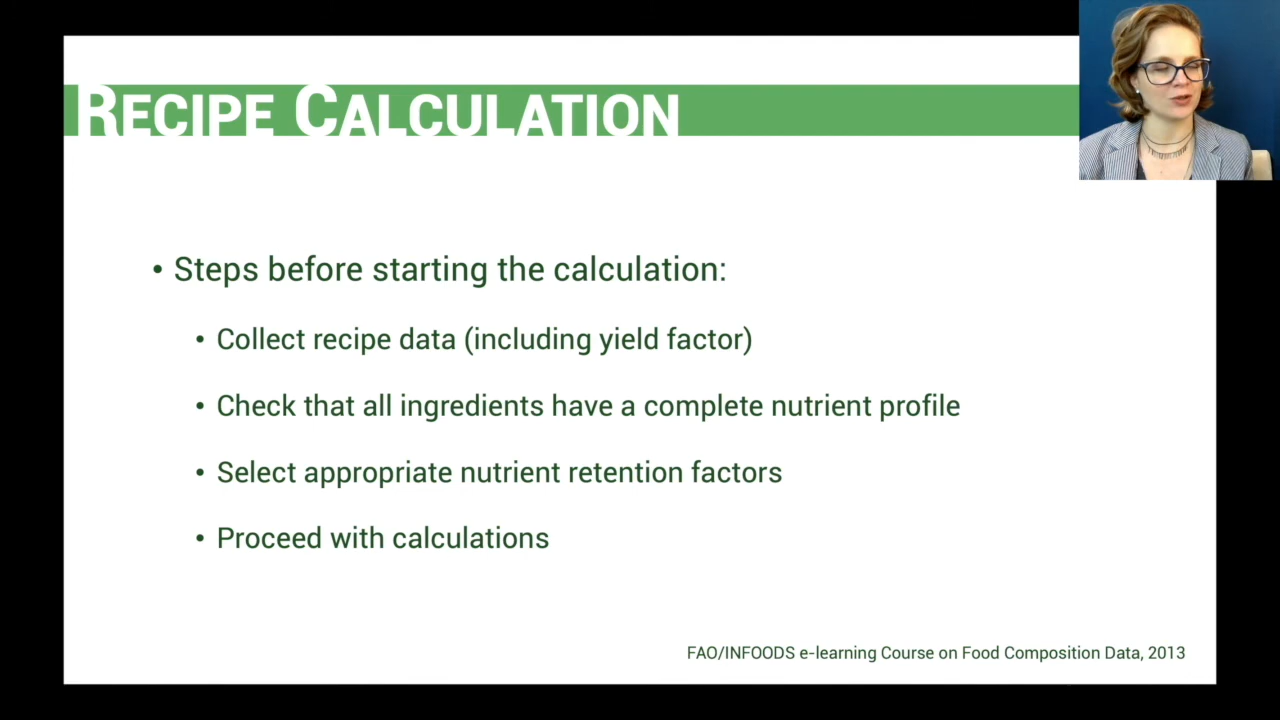 RECIPE CALCULATION
• Steps before starting the calculation:
• Collect recipe data (including yield factor)
• Check that all ingredients have a complete nutrient profile
• Select appropriate nutrient retention factors
• Proceed with calculations
FAO/INFOODS e-learning Course on Food Composition Data, 2013